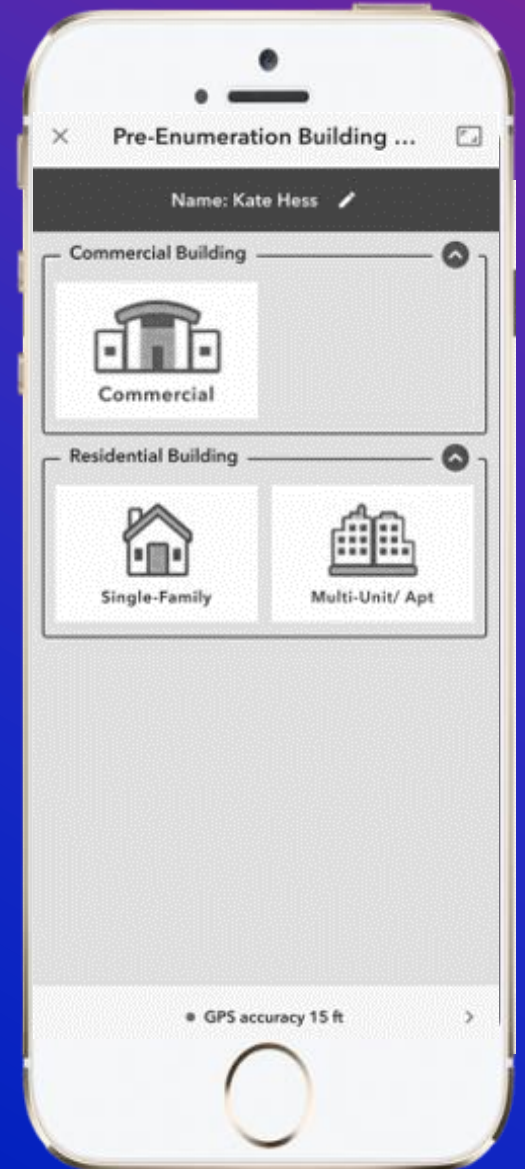 Pre-Enumeration Building ...
Name: Kate Hess
Commercial Building
Commercial
Residential Building
Single-Family
Multi-Unit/ Apt
GPS accuracy 15 ft